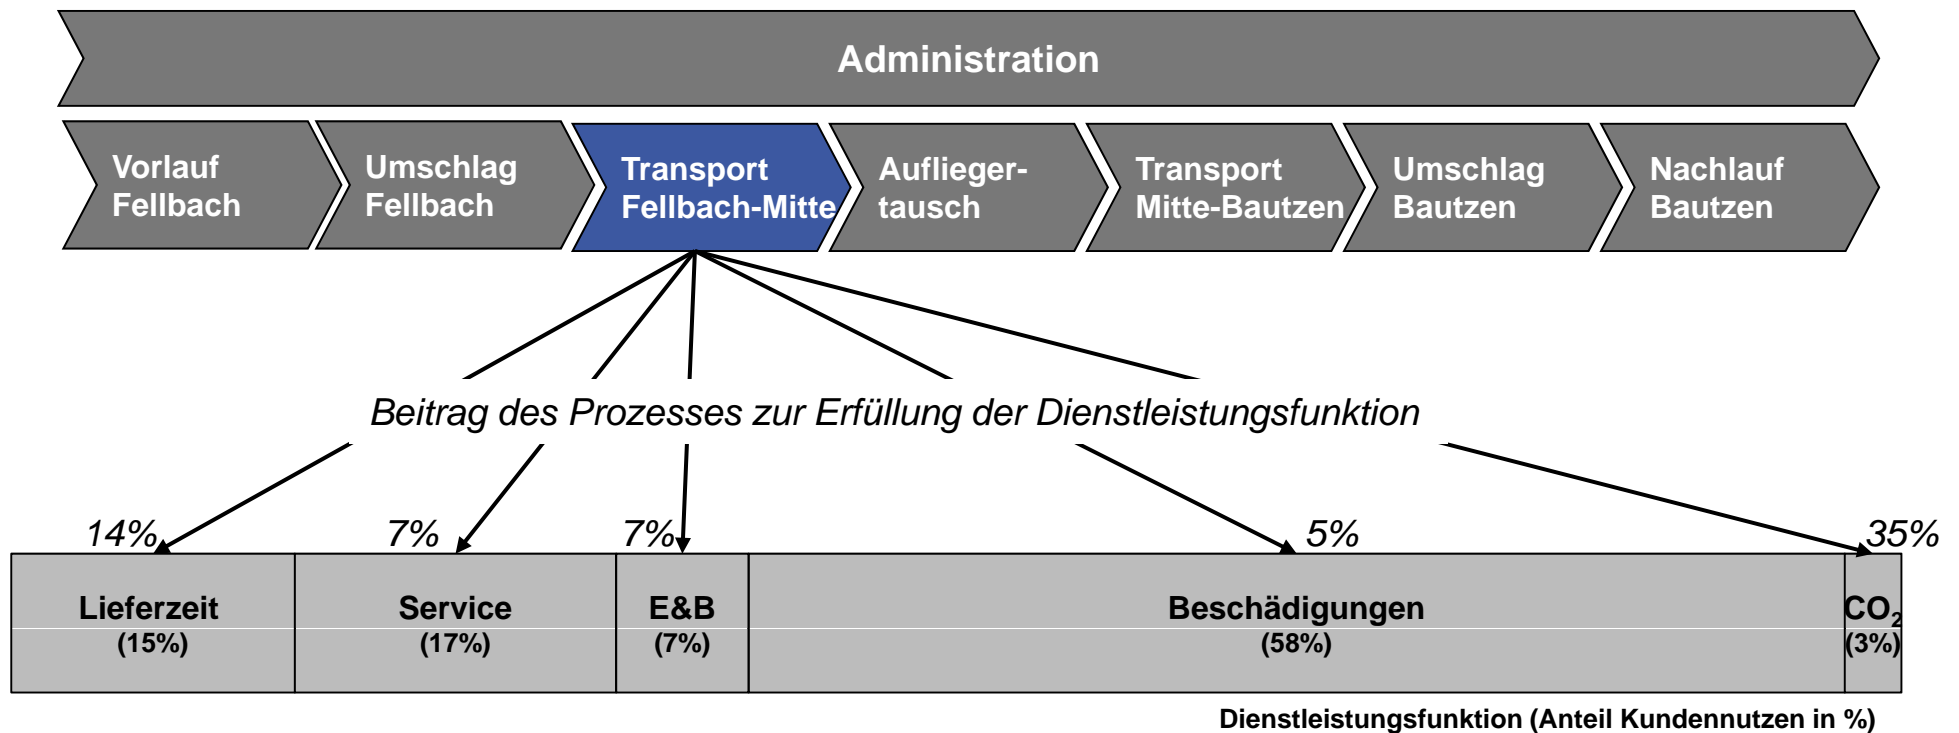 Administration
Vorlauf
Fellbach
Umschlag
Fellbach
Transport
Fellbach-Mitte
Auflieger-
tausch
Transport
Mitte-Bautzen
Umschlag
Bautzen
Nachlauf
Bautzen
Beitrag des Prozesses zur Erfüllung der Dienstleistungsfunktion
14%
7%
7%
5%
35%
Lieferzeit
(15%)
Service
(17%)
E&B
(7%)
Beschädigungen
(58%)
CO₂
(3%)
Dienstleistungsfunktion (Anteil Kundennutzen in %)